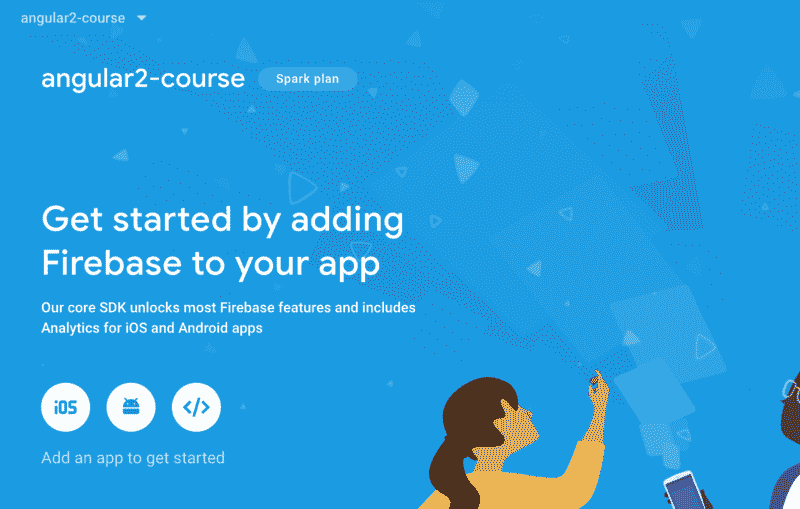 angular2-course
angular2-course Spark plan
Get started by adding
Firebase to your app
Our core SDK unlocks most Firebase features and includes
Analytics for iOS and Android apps
iOS
Add an app to get started